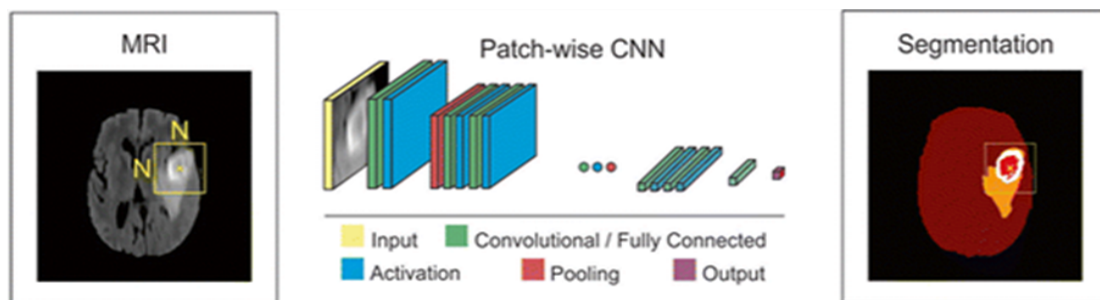 MRI
N
N
Patch-wise CNN
Input
Convolutional / Fully Connected
Activation
Pooling
Output
Segmentation